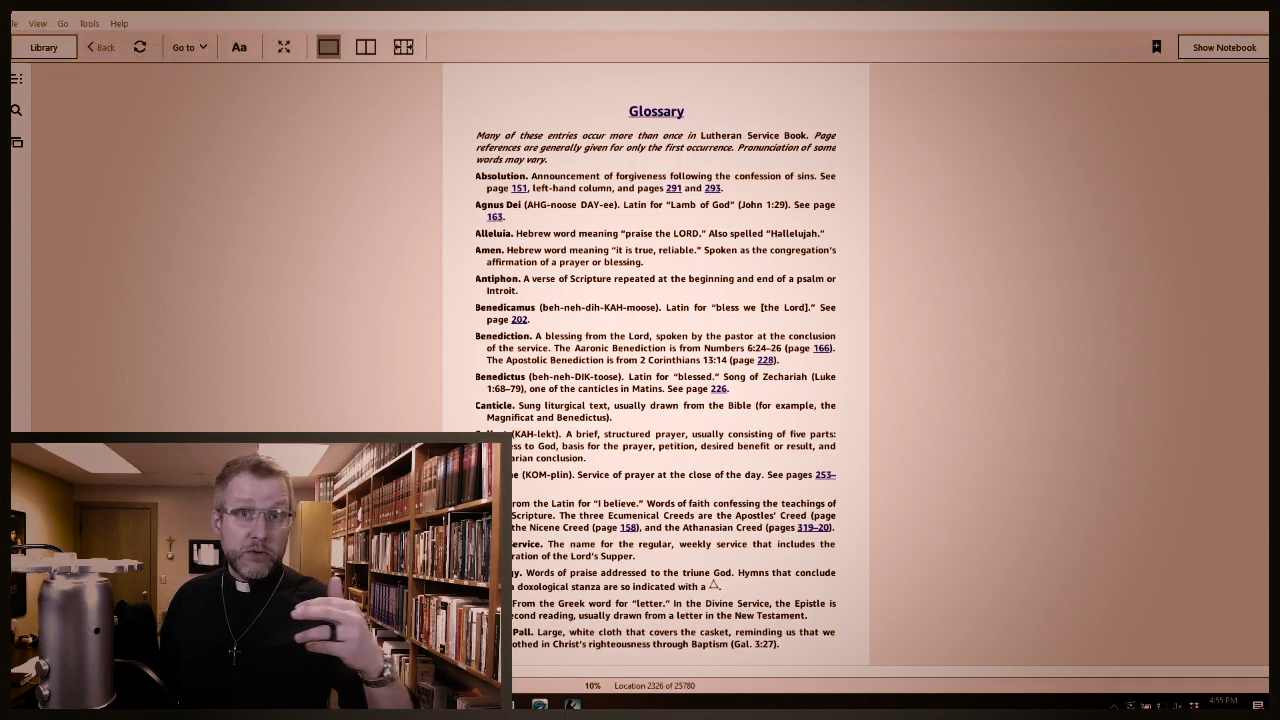 View Go Tools Help
Library Back Go to Aa Show Notebook
Glossary
Many of these entries occur more than once in Lutheran Service Book. Page
references are generally given for only the first occurrence. Pronunciation of some
words may vary.
Absolution. Announcement of forgiveness following the confession of sins. See
page 151, left-hand column, and pages 291 and 293.
Agnus Dei (AHG-noose DAY-ee). Latin for “Lamb of God” (John 1:29). See page
163.
Alleluia. Hebrew word meaning “praise the LORD.” Also spelled “Hallelujah.”
Amen. Hebrew word meaning “it is true, reliable.” Spoken as the congregation’s
affirmation of a prayer or blessing.
Antiphon. A verse of Scripture repeated at the beginning and end of a psalm or
Introit.
Benedicamus (beh-neh-dih-KAH-moose). Latin for “bless we [the Lord].” See
page 202.
Benediction. A blessing from the Lord, spoken by the pastor at the conclusion
of the service. The Aaronic Benediction is from Numbers 6:24–26 (page 166).
The Apostolic Benediction is from 2 Corinthians 13:14 (page 228).
Benedictus (beh-neh-DIK-toose). Latin for “blessed.” Song of Zechariah (Luke
1:68–79), one of the canticles in Matins. See page 226.
Canticle. Sung liturgical text, usually drawn from the Bible (for example, the
Magnificat and Benedictus).
(KAH-lekt). A brief, structured prayer, usually consisting of five parts:
to God, basis for the prayer, petition, desired benefit or result, and
conclusion.
(KOM-plin). Service of prayer at the close of the day. See pages 253–
from the Latin for “I believe.” Words of faith confessing the teachings of
Scripture. The three Ecumenical Creeds are the Apostles’ Creed (page
the Nicene Creed (page 158), and the Athanasian Creed (pages 319–20).
Service. The name for the regular, weekly service that includes the
of the Lord’s Supper.
Words of praise addressed to the triune God. Hymns that conclude
doxological stanza are so indicated with a
From the Greek word for “letter.” In the Divine Service, the Epistle is
second reading, usually drawn from a letter in the New Testament.
Pall. Large, white cloth that covers the casket, reminding us that we
in Christ’s righteousness through Baptism (Gal. 3:27).
10% Location 2326 of 25780
4:55 PM